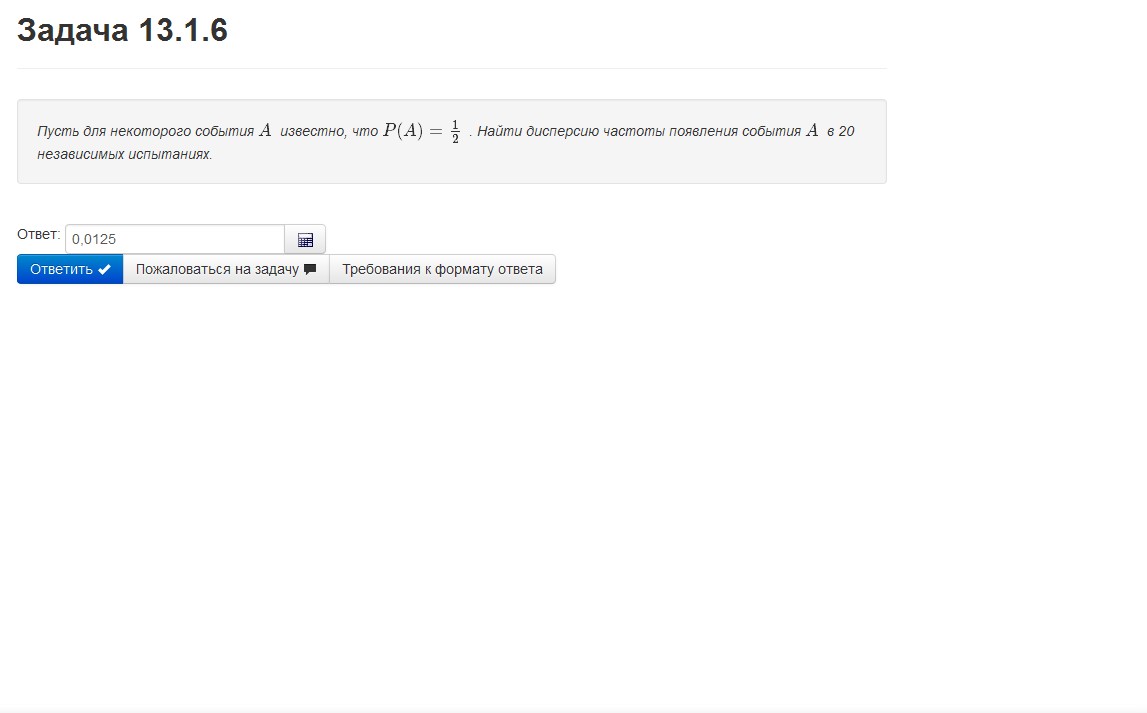 Задача 13.1.6
Пусть для некоторого события A известно, что P(A) = 1/2 . Найти дисперсию частоты появления события A в 20
независимых испытаниях.
Ответ: 0,0125
Ответить Пожаловаться на задачу Требования к формату ответа